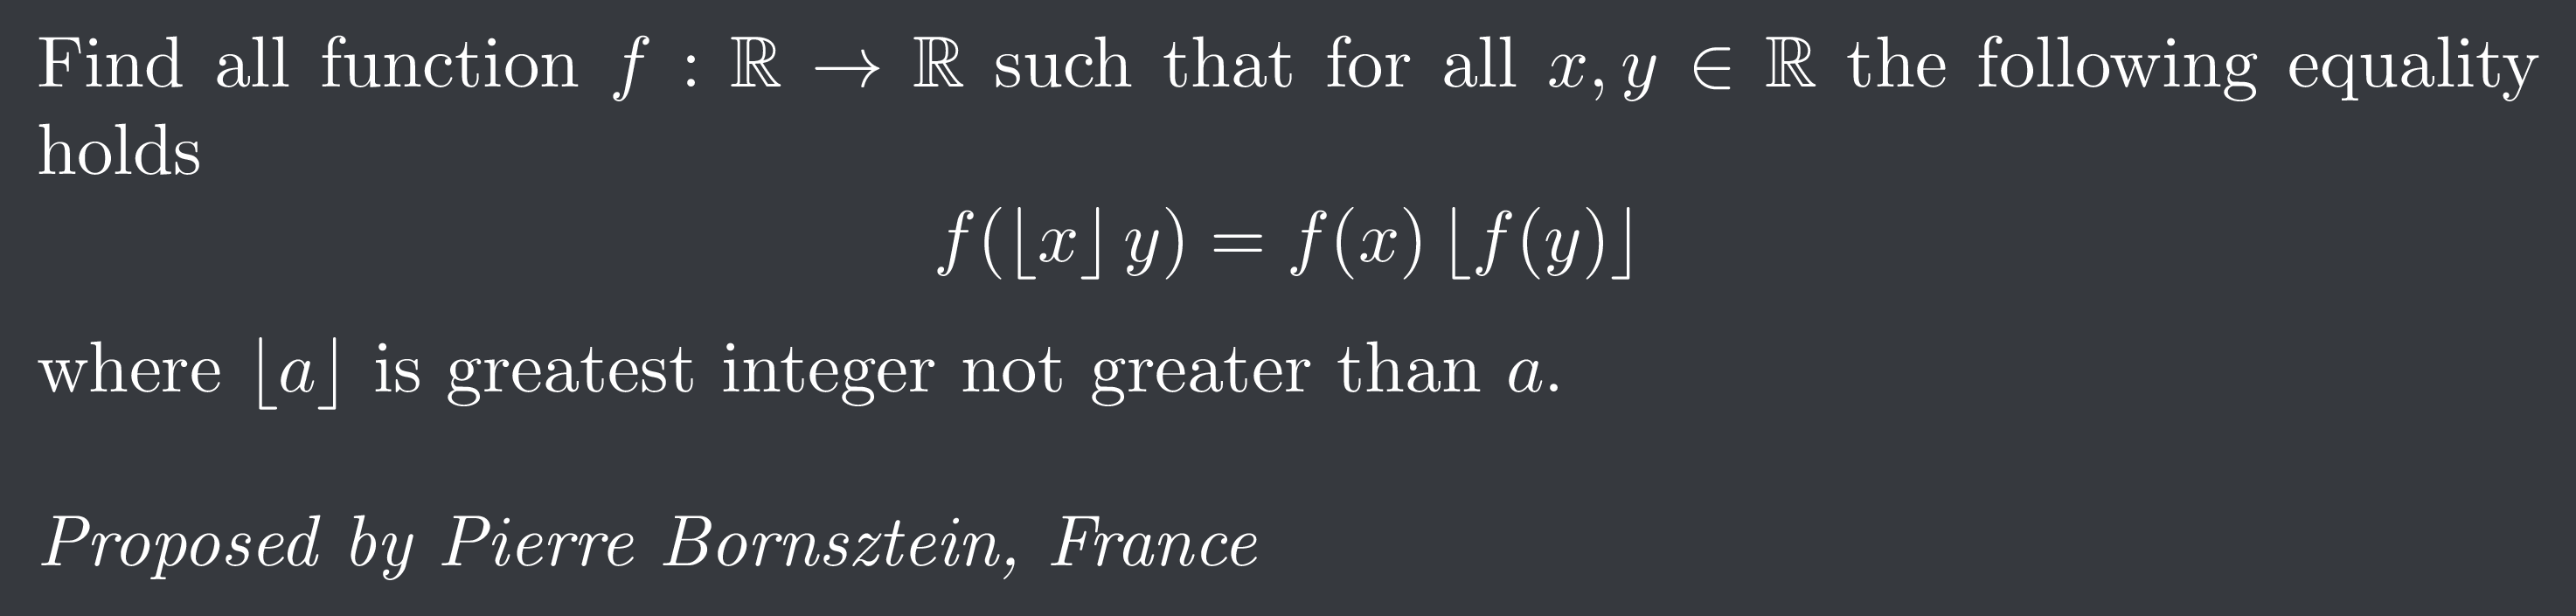 Find all function f : ℝ → ℝ such that for all x, y ∈ ℝ the following equality
holds
f(⌊x⌋ y) = f(x) ⌊f(y)⌋
where ⌊a⌋ is greatest integer not greater than a.
Proposed by Pierre Bornsztein, France